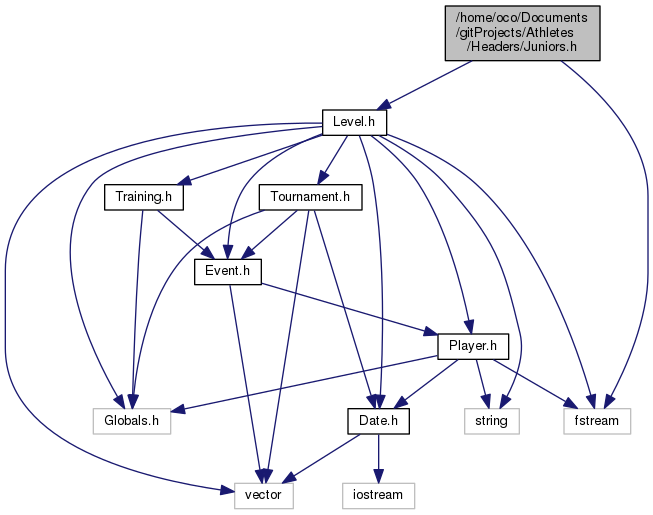 /home/oco/Documents
/gitProjects/Athletes
/Headers/Juniors.h
Level.h
Training.h
Tournament.h
Event.h
Player.h
Globals.h
Date.h
string
fstream
vector
iostream